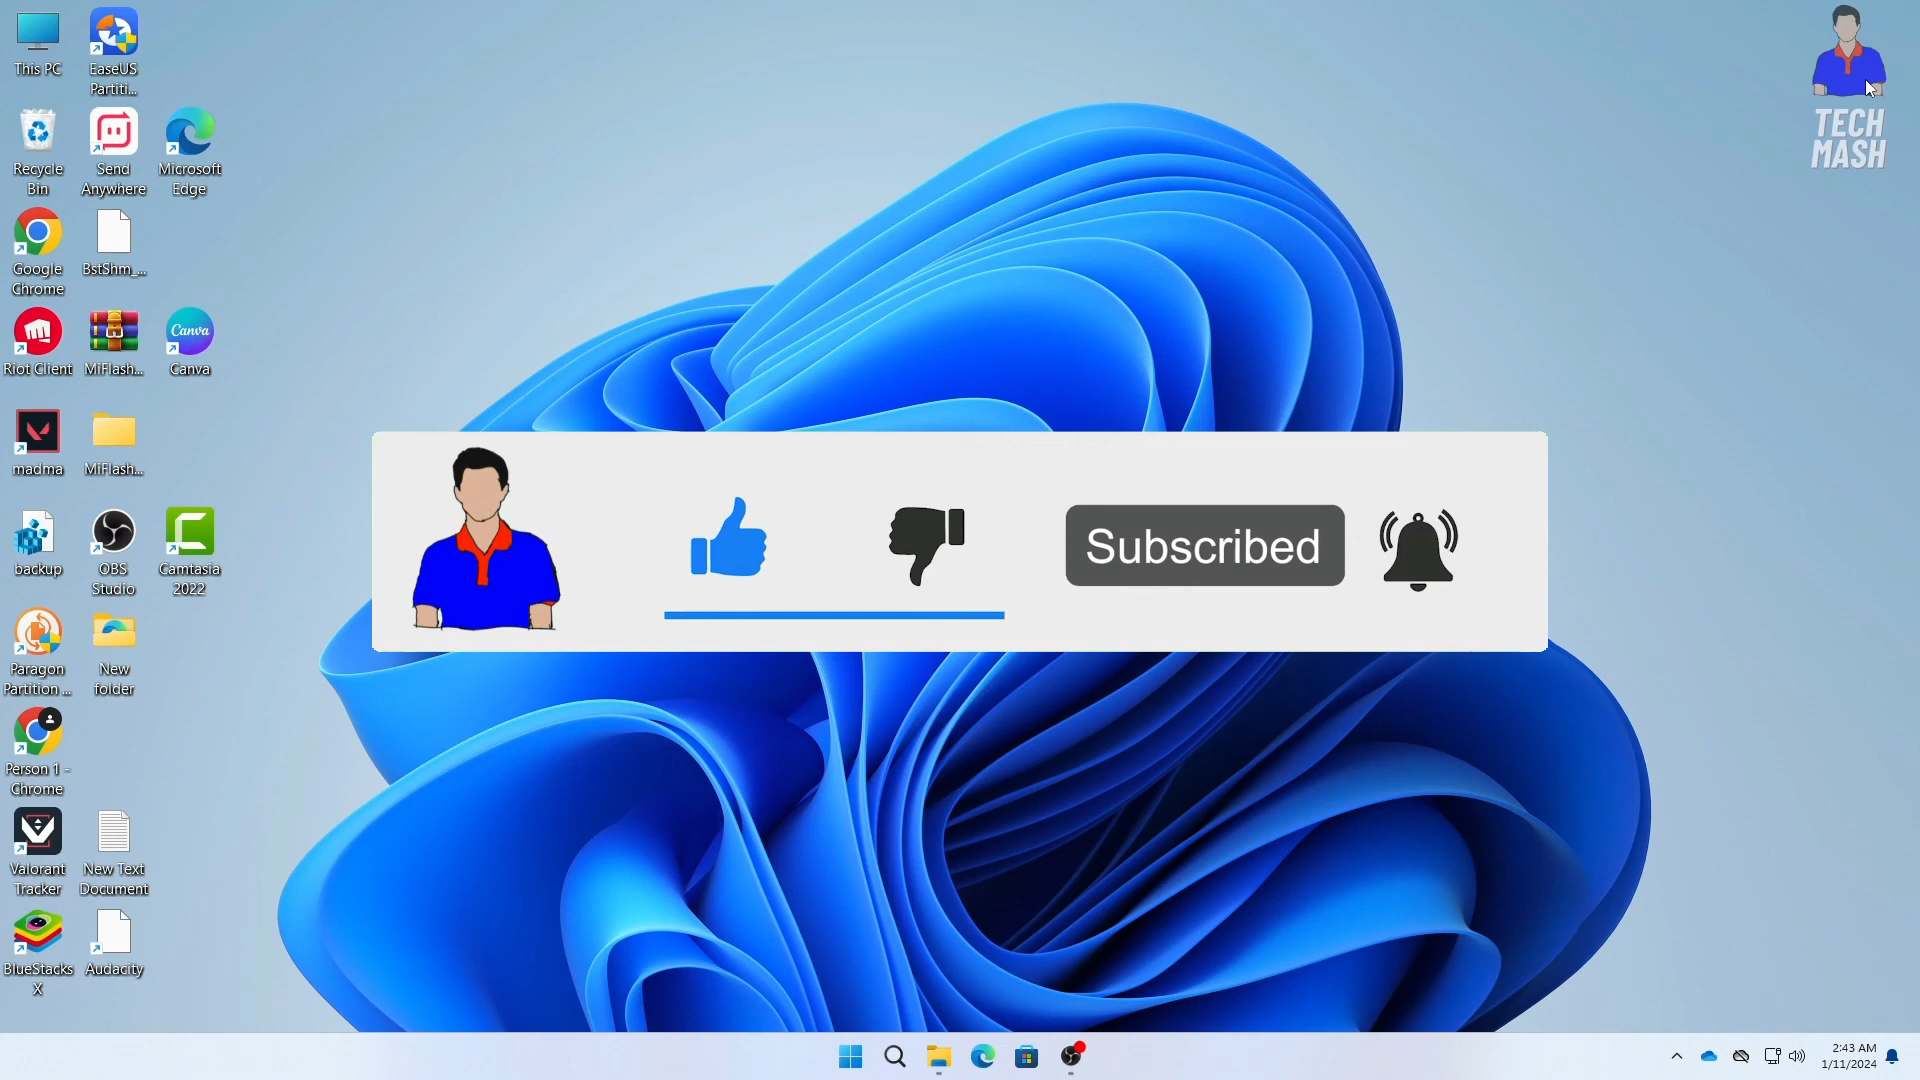 This PC
EaseUS
Partiti...
Recycle
Bin
Send
Anywhere
Microsoft
Edge
Google
Chrome
BstShm_...
Riot Client
MiFlash...
Canva
Canva
madma
MiFlash...
backup
OBS
Studio
Camtasia
2022
Paragon
Partition ...
New
folder
Person 1 -
Chrome
Valorant
Tracker
New Text
Document
BlueStacks
X
Audacity
TECH
MASH
Subscribed
2:43 AM
1/11/2024